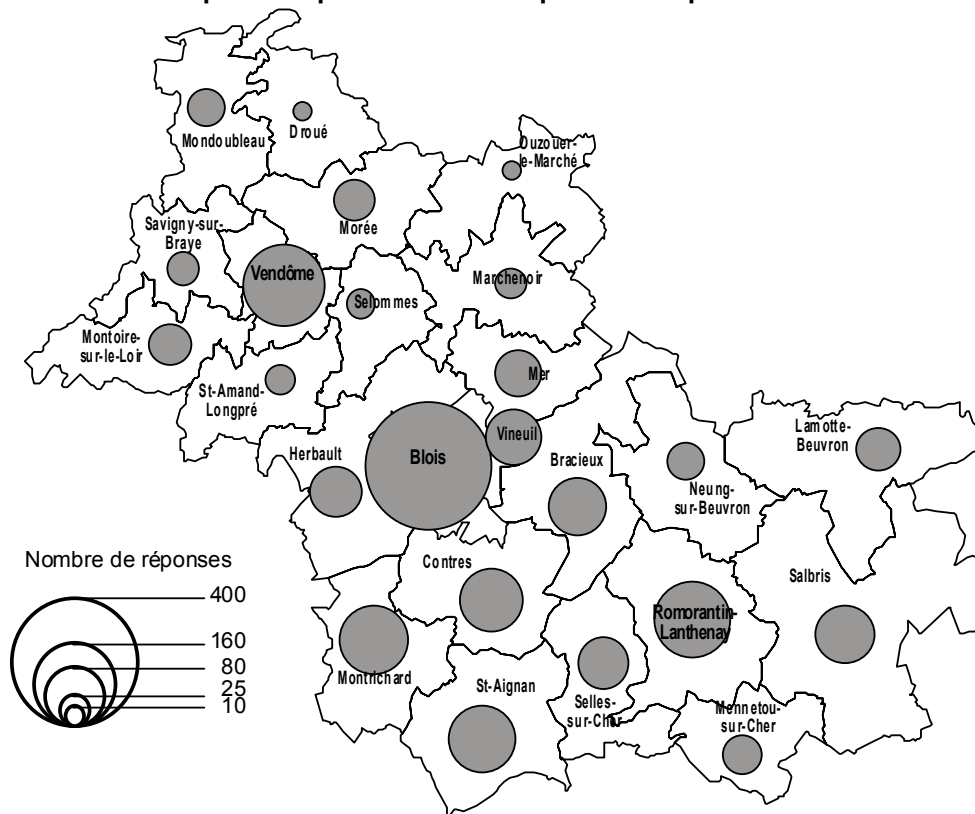 Mondoubleau
Droué
Ouzouer-
le-Marché
Morée
Savigny-sur-
Braye
Vendôme
Selommes
Marchenoir
Montoire-
sur-le-Loir
St-Amand-
Longpré
Mer
Vineuil
Lamotte-
Beuvron
Herbault
Blois
Bracieux
Neung-
sur-Beuvron
Contres
Salbris
Nombre de réponses
400
160
80
25
10
Romorantin-
Lanthenay
Montrichard
St-Aignan
Selles-
sur-Cher
Mennetou-
sur-Cher